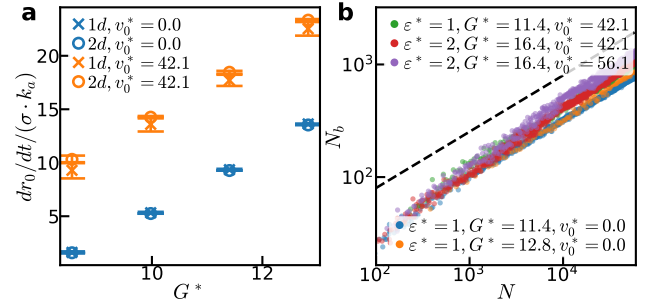 a
1d, v₀* = 0.0
2d, v₀* = 0.0
1d, v₀* = 42.1
2d, v₀* = 42.1
dr₀/dt/(σ · kₐ)
20
15
10
5
0
10
12
G*
b
ε* = 1, G* = 11.4, v₀* = 42.1
ε* = 2, G* = 16.4, v₀* = 42.1
ε* = 2, G* = 16.4, v₀* = 56.1
N_b
10³
10²
ε* = 1, G* = 11.4, v₀* = 0.0
ε* = 1, G* = 12.8, v₀* = 0.0
10²
10³
10⁴
N